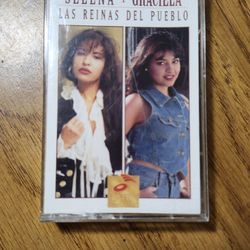 SELENA Y GRACIELA
LAS REINAS DEL PUEBLO